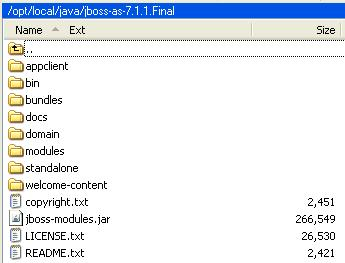 /opt/local/java/jboss-as-7.1.1.Final
Name Ext Size
..
appclient
bin
bundles
docs
domain
modules
standalone
welcome-content
copyright.txt 2,451
jboss-modules.jar 266,549
LICENSE.txt 26,530
README.txt 2,421